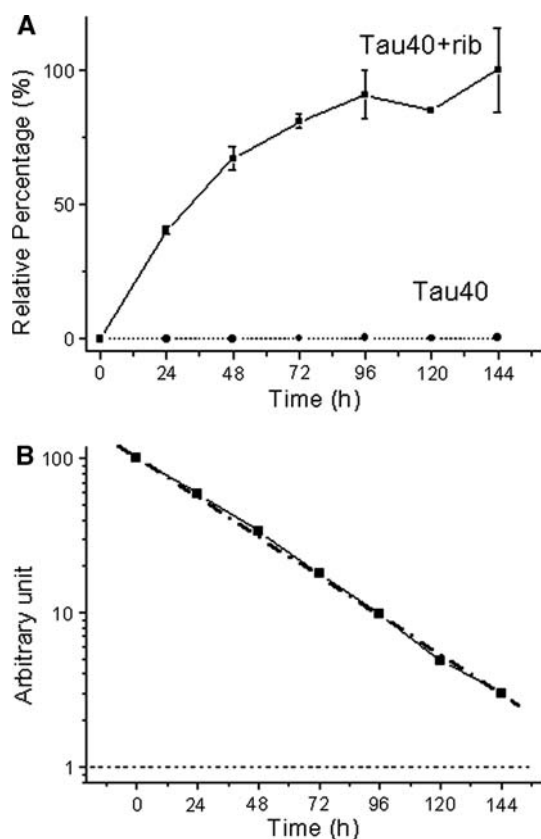 A
Tau40+rib
Relative Percentage (%)
100
50
0
Tau40
0 24 48 72 96 120 144
Time (h)
B
Arbitrary unit
100
10
1
0 24 48 72 96 120 144
Time (h)